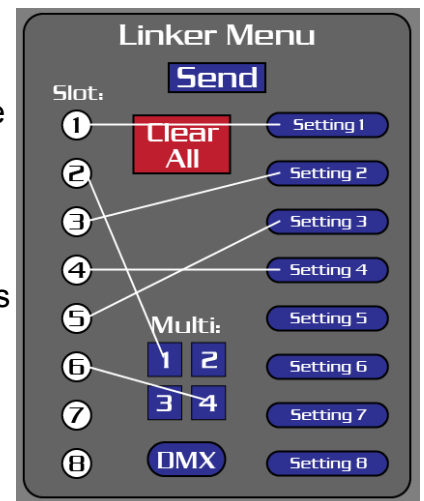 Linker Menu
Send
Slot:
e
1 Setting 1
Clear
All
2 Setting 2
3 Setting 3
4 Setting 4
s
5 Setting 5
Multi:
6 1 2 Setting 6
7 3 4 Setting 7
8 DMX Setting 8